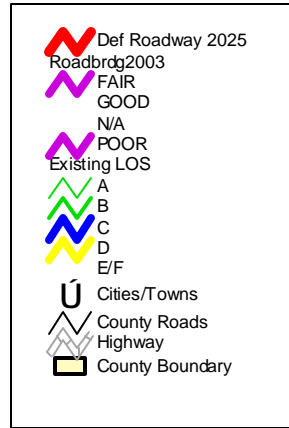 Def Roadway 2025
Roadbrdg2003
FAIR
GOOD
N/A
POOR
Existing LOS
A
B
C
D
E/F
Ú Cities/Towns
County Roads
Highway
County Boundary